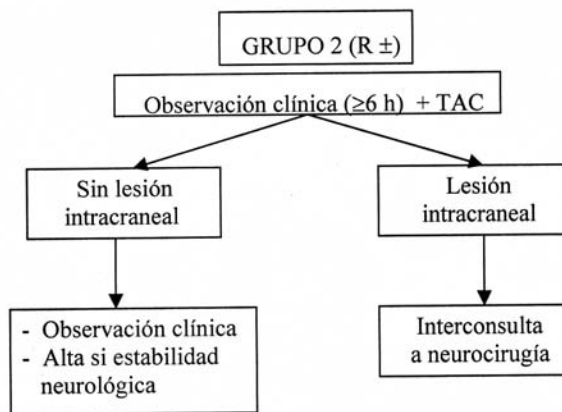 GRUPO 2 (R ±)
Observación clínica (≥6 h) + TAC
Sin lesión
intracraneal
Lesión
intracraneal
- Observación clínica
- Alta si estabilidad
neurológica
Interconsulta
a neurocirugía